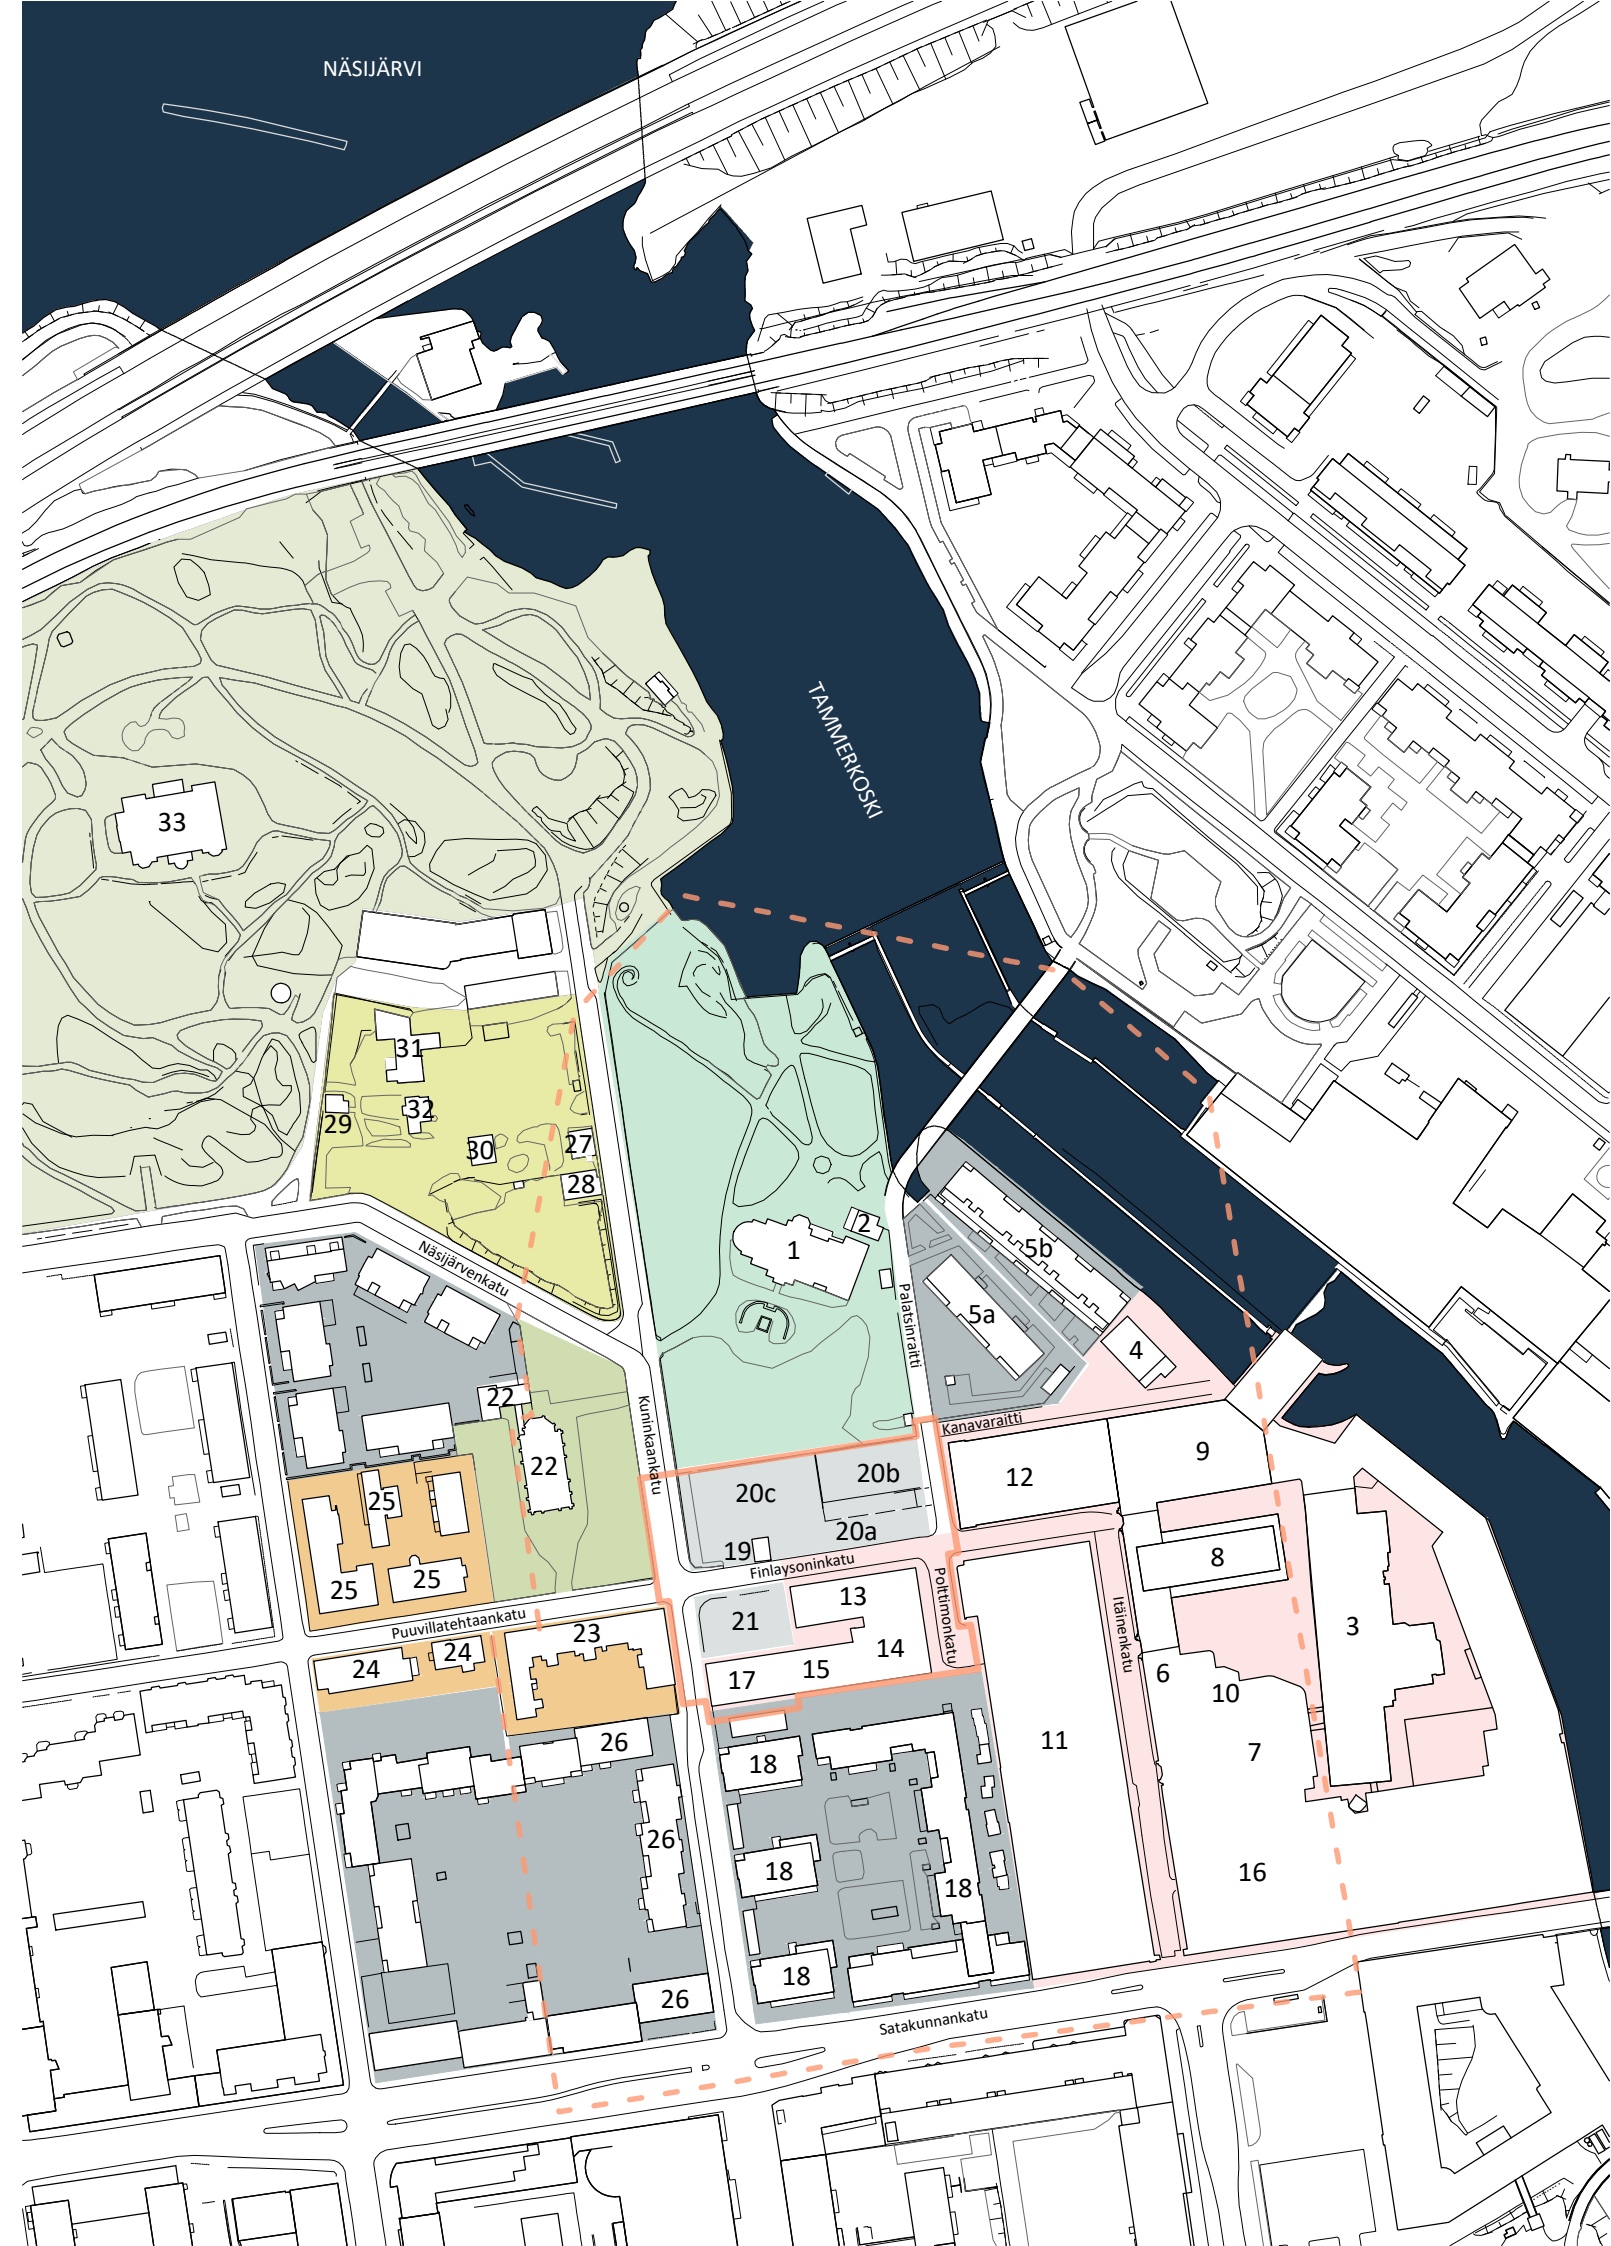 NÄSIJÄRVI
TAMMERKOSKI
33
31
32
29
30
27
28
2
1
5b
5a
4
Näsijärvenkatu
Palatsinraitti
Kuninkaankatu
Kanavaraitti
22
22
20c
20b
20a
19
12
9
8
25
25
25
Finlaysoninkatu
Polttimonkatu
Itäinenkatu
Puuvillatehtaankatu
13
21
14
15
17
23
24
24
3
6
10
7
11
16
26
26
26
18
18
18
18
Satakunnankatu